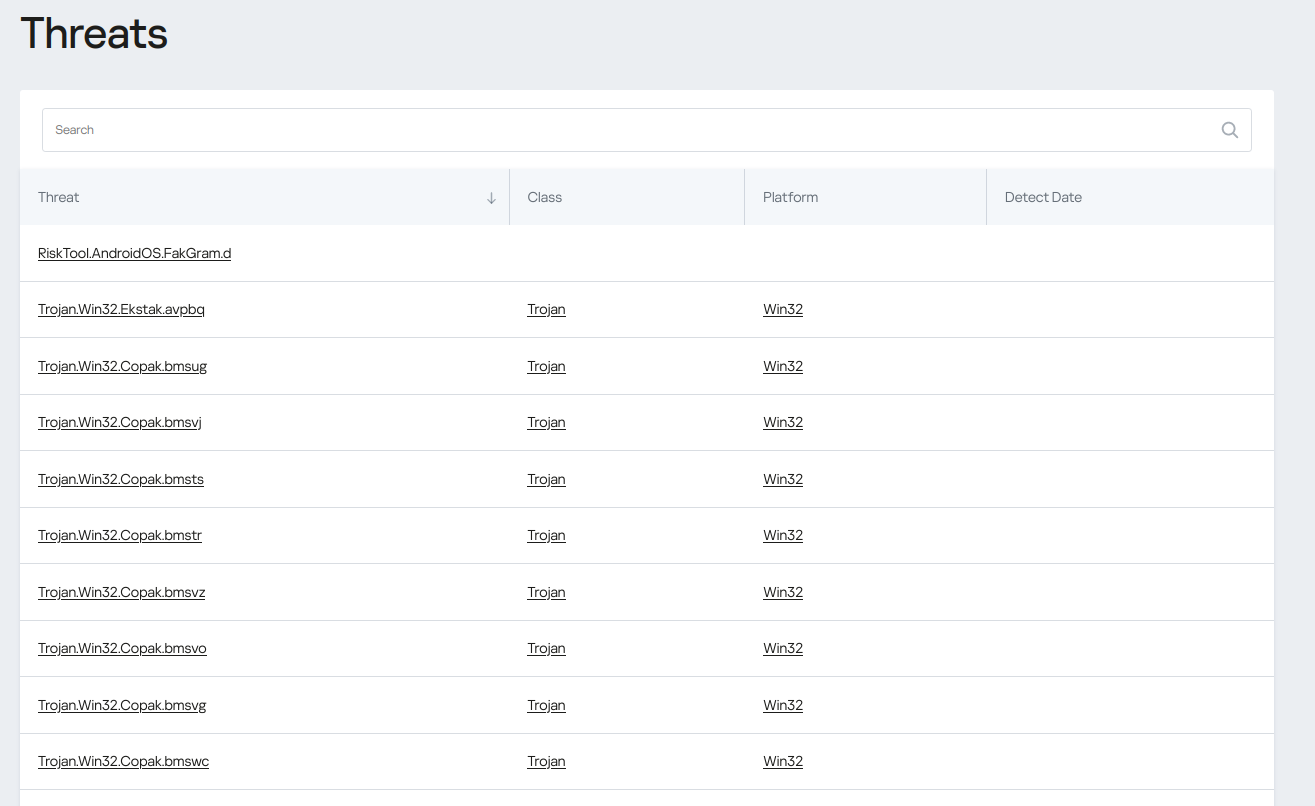 Threats
Search
Threat Class Platform Detect Date
RiskTool.AndroidOS.FakGram.d
Trojan.Win32.Ekstak.avpbq Trojan Win32
Trojan.Win32.Copak.bmsug Trojan Win32
Trojan.Win32.Copak.bmsvj Trojan Win32
Trojan.Win32.Copak.bmsts Trojan Win32
Trojan.Win32.Copak.bmstr Trojan Win32
Trojan.Win32.Copak.bmsvz Trojan Win32
Trojan.Win32.Copak.bmsvo Trojan Win32
Trojan.Win32.Copak.bmsvg Trojan Win32
Trojan.Win32.Copak.bmswc Trojan Win32